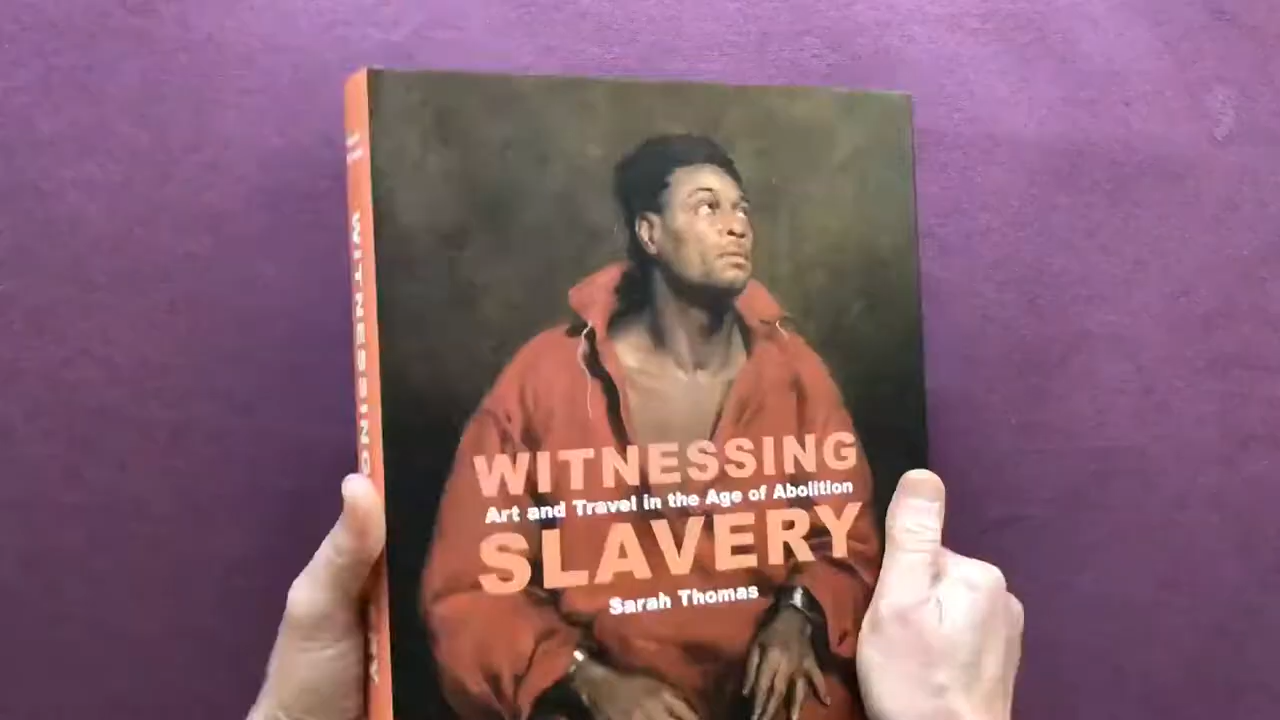 WITNESSING
Art and Travel in the Age of Abolition
SLAVERY
Sarah Thomas
WITNESSING